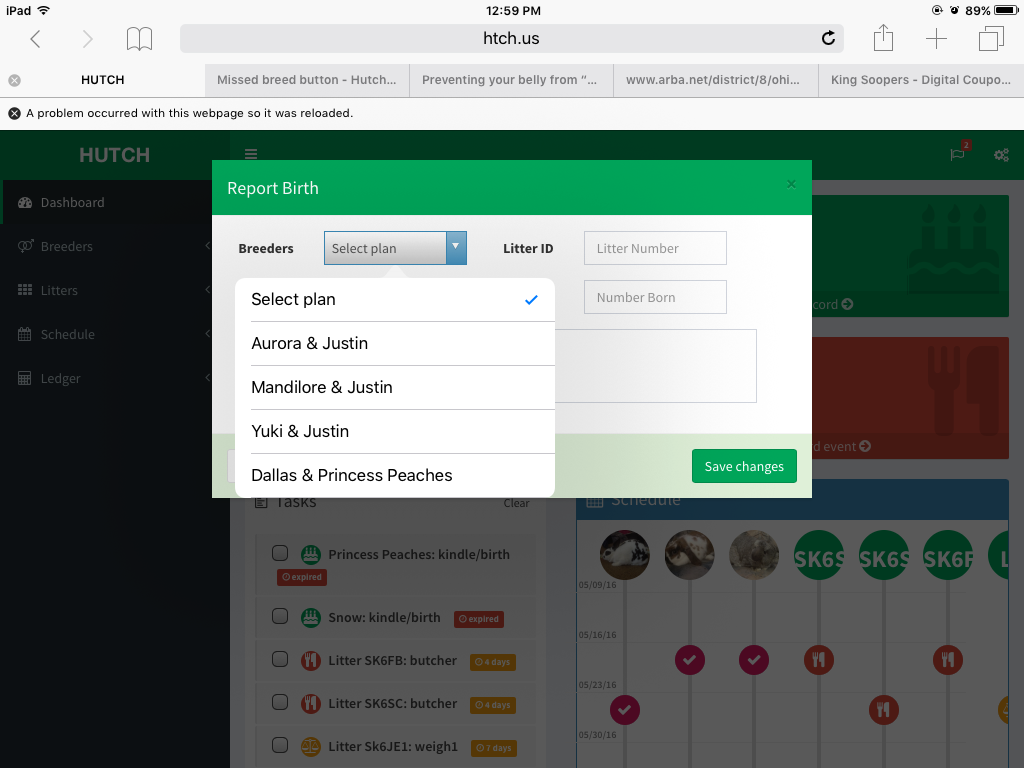 iPad 12:59 PM 89%
htch.us
HUTCH Missed breed button - Hutch... Preventing your belly from “... www.arba.net/district/8/ohi... King Soopers - Digital Coupo...
A problem occurred with this webpage so it was reloaded.
HUTCH 2
Report Birth ×
Dashboard
Breeders
Litters
Schedule
Ledger
Breeders Select plan Litter ID Litter Number
Number Born
Select plan
Aurora & Justin
Mandilore & Justin
Yuki & Justin
Dallas & Princess Peaches
Save changes
cord
d event
Tasks Clear
Princess Peaches: kindle/birth
expired
Snow: kindle/birth expired
Litter SK6FB: butcher 4 days
Litter SK6SC: butcher 4 days
Litter Sk6JE1: weigh1 7 days
Schedule
SK6S SK6S SK6F L
05/09/16
05/16/16
05/23/16
05/30/16